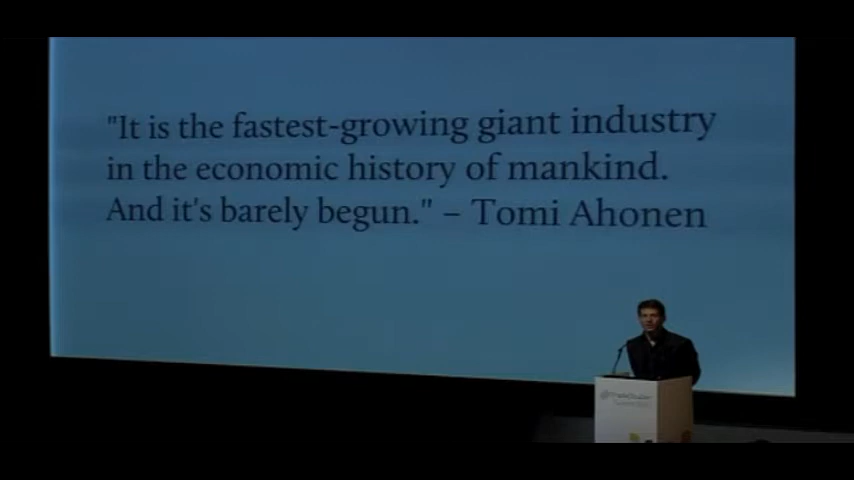 "It is the fastest-growing giant industry
in the economic history of mankind.
And it's barely begun." – Tomi Ahonen